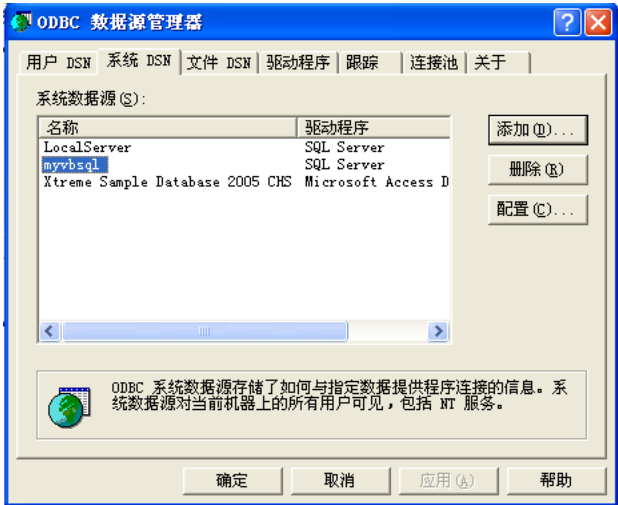 ODBC 数据源管理器
用户 DSN 系统 DSN 文件 DSN 驱动程序 跟踪 连接池 关于
系统数据源(S):
名称 驱动程序
LocalServer SQL Server
myvbsql SQL Server
Xtreme Sample Database 2005 CHS Microsoft Access D
添加(D)...
删除(R)
配置(C)...
ODBC 系统数据源存储了如何与指定数据提供程序连接的信息。系
统数据源对当前机器上的所有用户可见,包括 NT 服务。
确定 取消 应用(A) 帮助